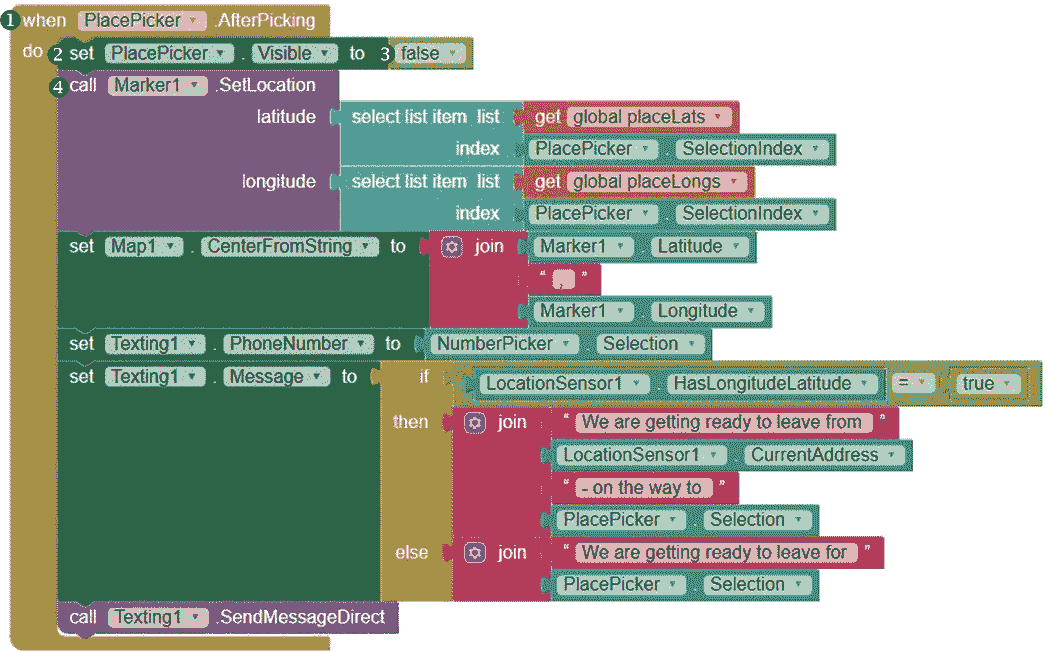 1 when PlacePicker .AfterPicking
do 2 set PlacePicker . Visible to 3 false
4 call Marker1 .SetLocation
latitude select list item list get global placeLats
index PlacePicker . SelectionIndex
longitude select list item list get global placeLongs
index PlacePicker . SelectionIndex
set Map1 . CenterFromString to join Marker1 . Latitude
“ , ”
Marker1 . Longitude
set Texting1 . PhoneNumber to NumberPicker . Selection
set Texting1 . Message to if LocationSensor1 . HasLongitudeLatitude = true
then join “ We are getting ready to leave from ”
LocationSensor1 . CurrentAddress
“ - on the way to ”
PlacePicker . Selection
else join “ We are getting ready to leave for ”
PlacePicker . Selection
call Texting1 .SendMessageDirect